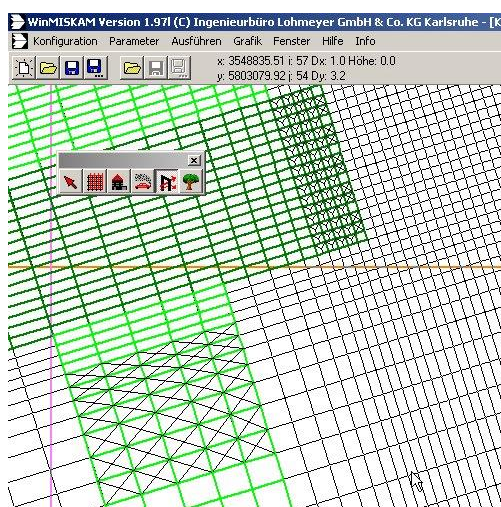 WinMISKAM Version 1.97l (C) Ingenieurbüro Lohmeyer GmbH & Co. KG Karlsruhe - [K
Konfiguration Parameter Ausführen Grafik Fenster Hilfe Info
x: 3548835.51 i: 57 Dx: 1.0 Höhe: 0.0
y: 5803079.92 j: 54 Dy: 3.2